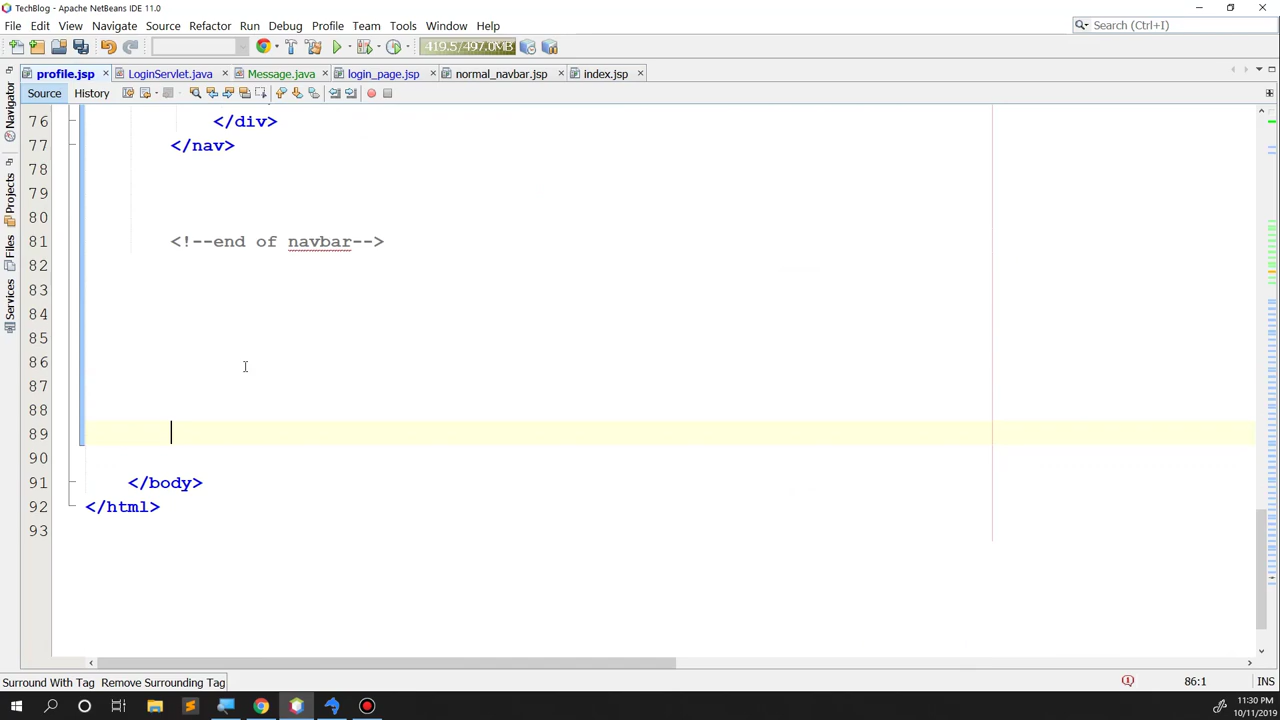 TechBlog - Apache NetBeans IDE 11.0
File Edit View Navigate Source Refactor Run Debug Profile Team Tools Window Help
Search (Ctrl+I)
419.5/497.0MB
profile.jsp LoginServlet.java Message.java login_page.jsp normal_navbar.jsp index.jsp
Source History
Navigator
Projects
Files
Services
76 </div>
77 </nav>
78
79
80
81 <!--end of navbar-->
82
83
84
85
86
87
88
89
90
91 </body>
92 </html>
93
Surround With Tag Remove Surrounding Tag
86:1 INS
11:30 PM
10/11/2019